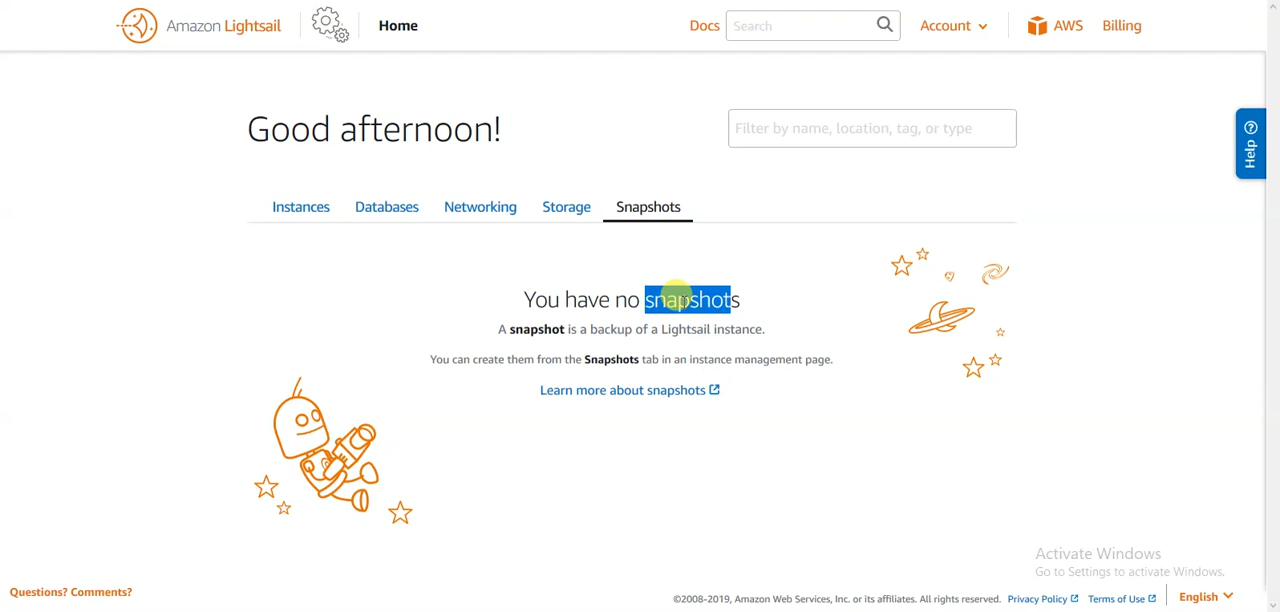 Amazon Lightsail
Home
Docs
Search
Account
AWS
Billing
Good afternoon!
Filter by name, location, tag, or type
Help
Instances
Databases
Networking
Storage
Snapshots
You have no snapshots
A snapshot is a backup of a Lightsail instance.
You can create them from the Snapshots tab in an instance management page.
Learn more about snapshots
Activate Windows
Go to Settings to activate Windows.
Questions? Comments?
©2008-2019, Amazon Web Services, Inc. or its affiliates. All rights reserved.
Privacy Policy
Terms of Use
English